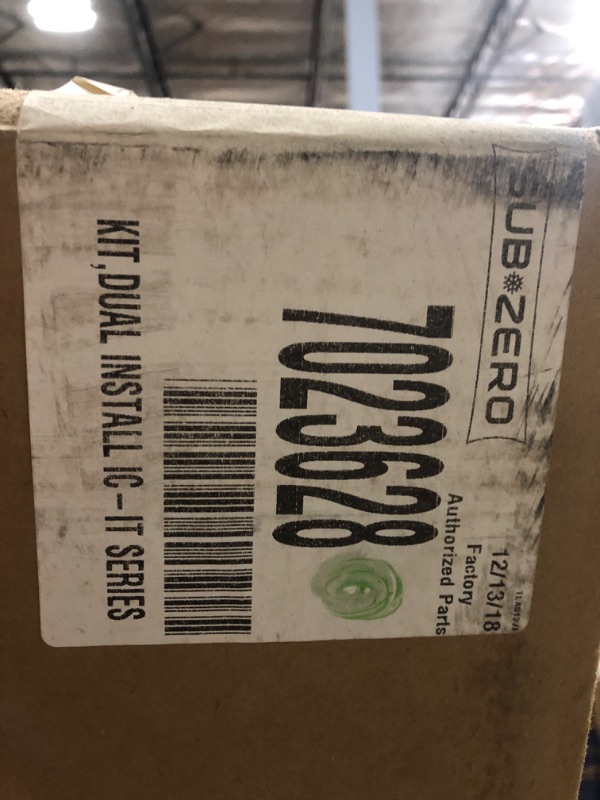 SUB ZERO
12/13/18
Factory
Authorized Parts
7023628
KIT,DUAL INSTALL IC-IT SERIES